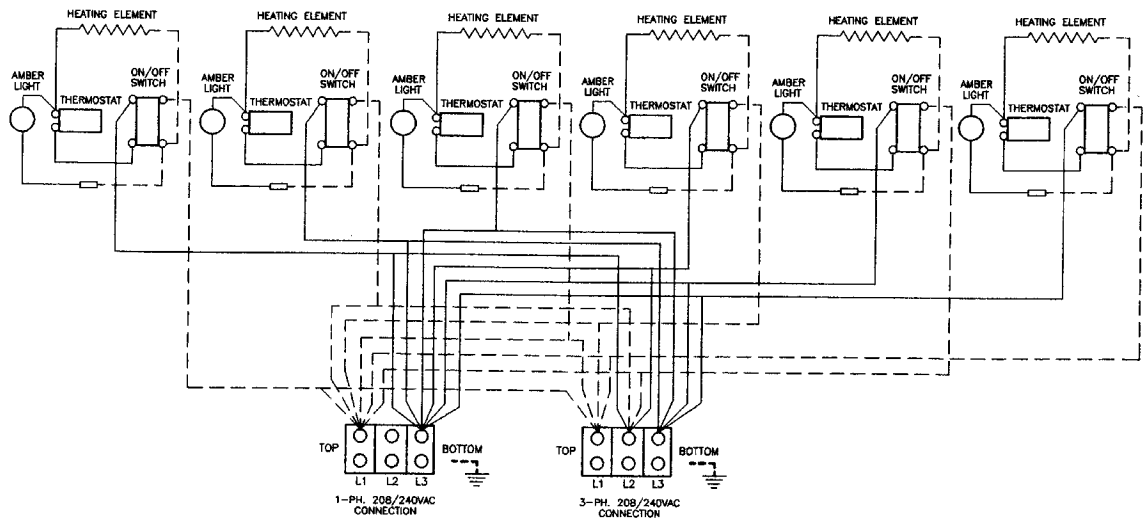 HEATING ELEMENT
HEATING ELEMENT
HEATING ELEMENT
HEATING ELEMENT
HEATING ELEMENT
HEATING ELEMENT
AMBER
LIGHT
THERMOSTAT
ON/OFF
SWITCH
AMBER
LIGHT
THERMOSTAT
ON/OFF
SWITCH
AMBER
LIGHT
THERMOSTAT
ON/OFF
SWITCH
AMBER
LIGHT
THERMOSTAT
ON/OFF
SWITCH
AMBER
LIGHT
THERMOSTAT
ON/OFF
SWITCH
AMBER
LIGHT
THERMOSTAT
ON/OFF
SWITCH
TOP
BOTTOM
L1 L2 L3
1-PH. 208/240VAC
CONNECTION
TOP
BOTTOM
L1 L2 L3
3-PH. 208/240VAC
CONNECTION